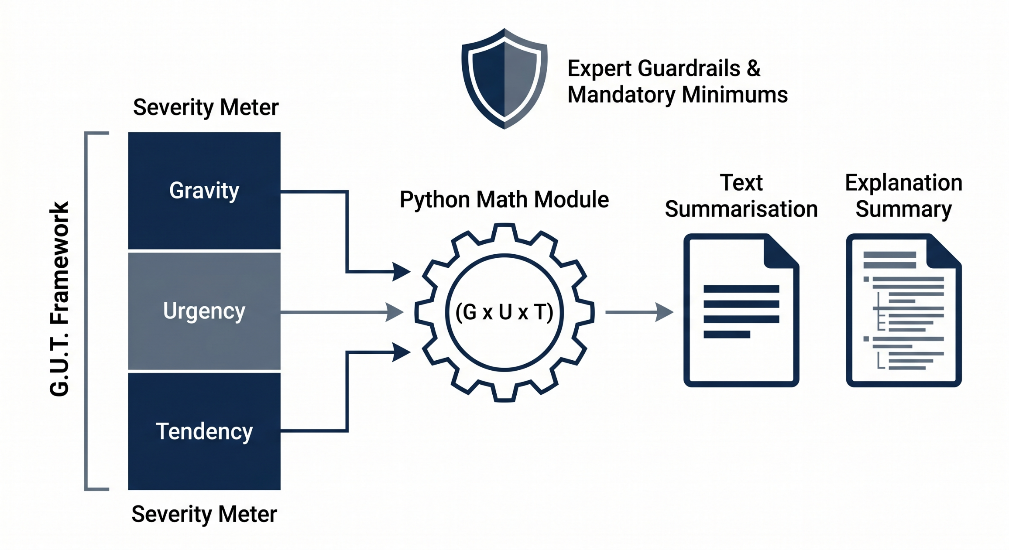 Expert Guardrails &
Mandatory Minimums
Severity Meter
G.U.T. Framework
Gravity
Urgency
Tendency
Severity Meter
Python Math Module
(G x U x T)
Text
Summarisation
Explanation
Summary